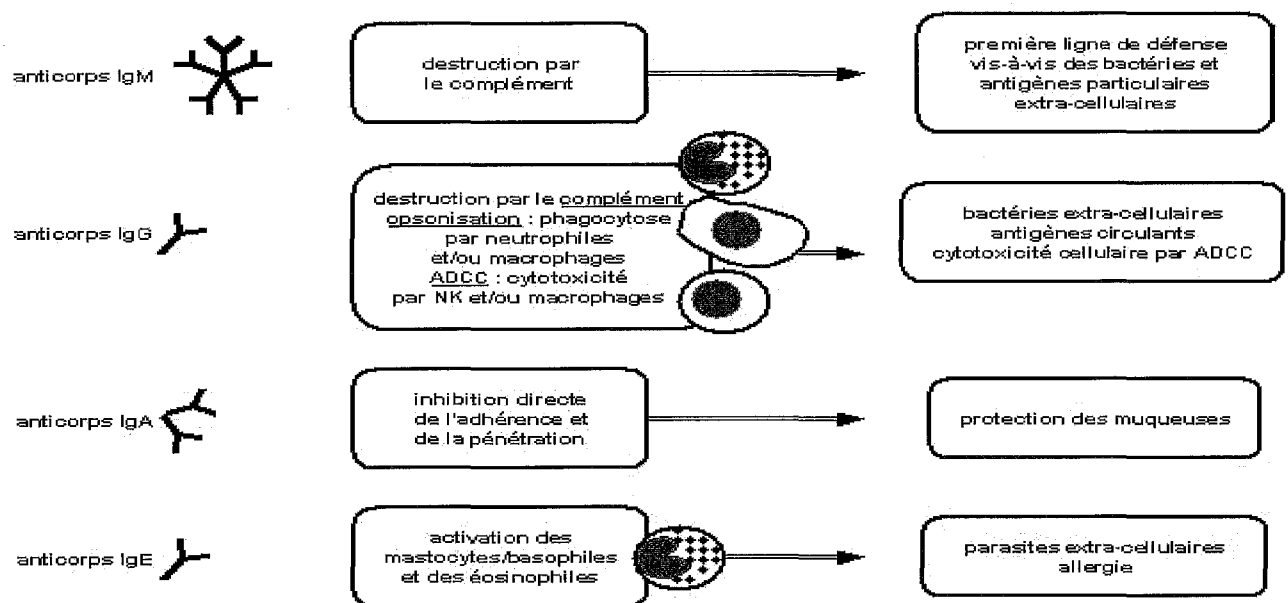 anticorps IgM
destruction par
le complément
première ligne de défense
vis-à-vis des bactéries et
antigènes particulaires
extra-cellulaires
anticorps IgG
destruction par le complément
opsonisation : phagocytose
par neutrophiles
et/ou macrophages
ADCC : cytotoxicité
par NK et/ou macrophages
bactéries extra-cellulaires
antigènes circulants
cytotoxicité cellulaire par ADCC
anticorps IgA
inhibition directe
de l'adhérence et
de la pénétration
protection des muqueuses
anticorps IgE
activation des
mastocytes/basophiles
et des éosinophiles
parasites extra-cellulaires
allergie